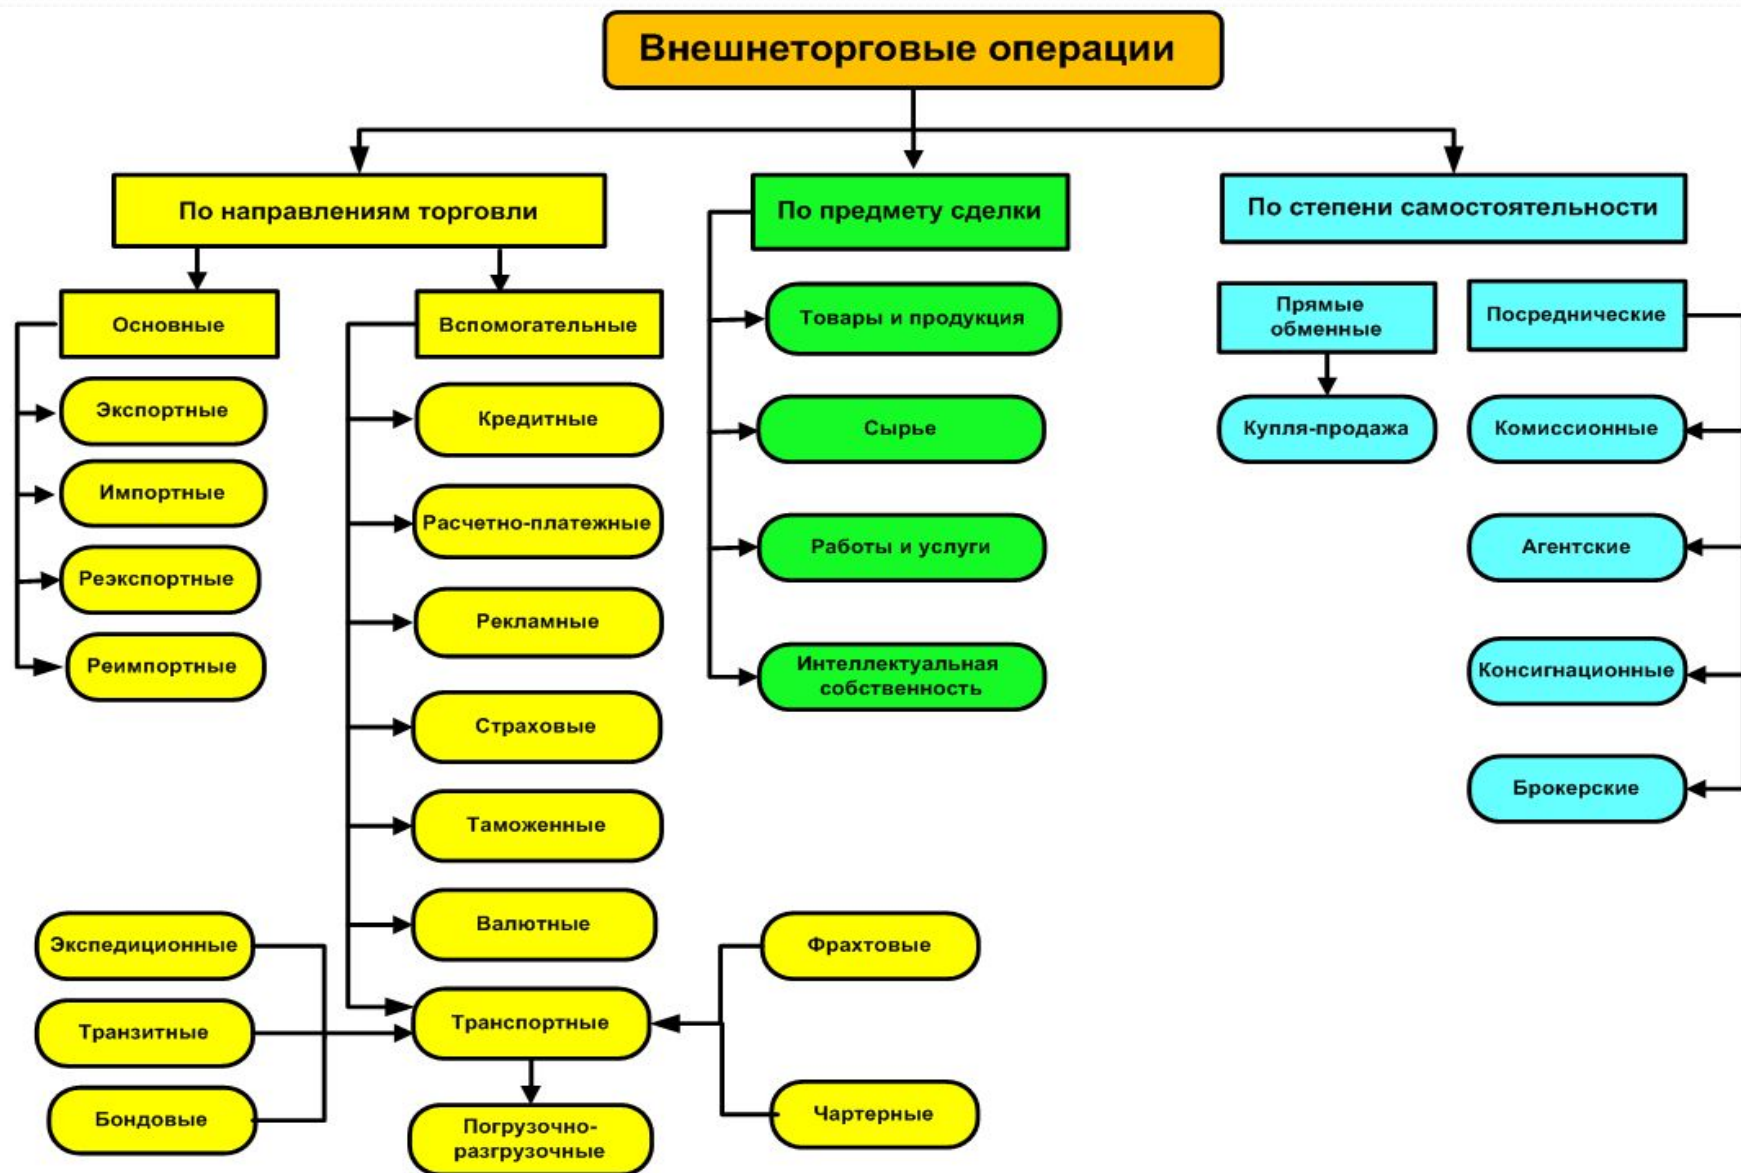 Внешнеторговые операции
По направлениям торговли
По предмету сделки
По степени самостоятельности
Основные
Вспомогательные
Экспортные
Импортные
Реэкспортные
Реимпортные
Кредитные
Расчетно-платежные
Рекламные
Страховые
Таможенные
Валютные
Транспортные
Экспедиционные
Транзитные
Бондовые
Погрузочно-
разгрузочные
Фрахтовые
Чартерные
Товары и продукция
Сырье
Работы и услуги
Интеллектуальная
собственность
Прямые
обменные
Купля-продажа
Посреднические
Комиссионные
Агентские
Консигнационные
Брокерские